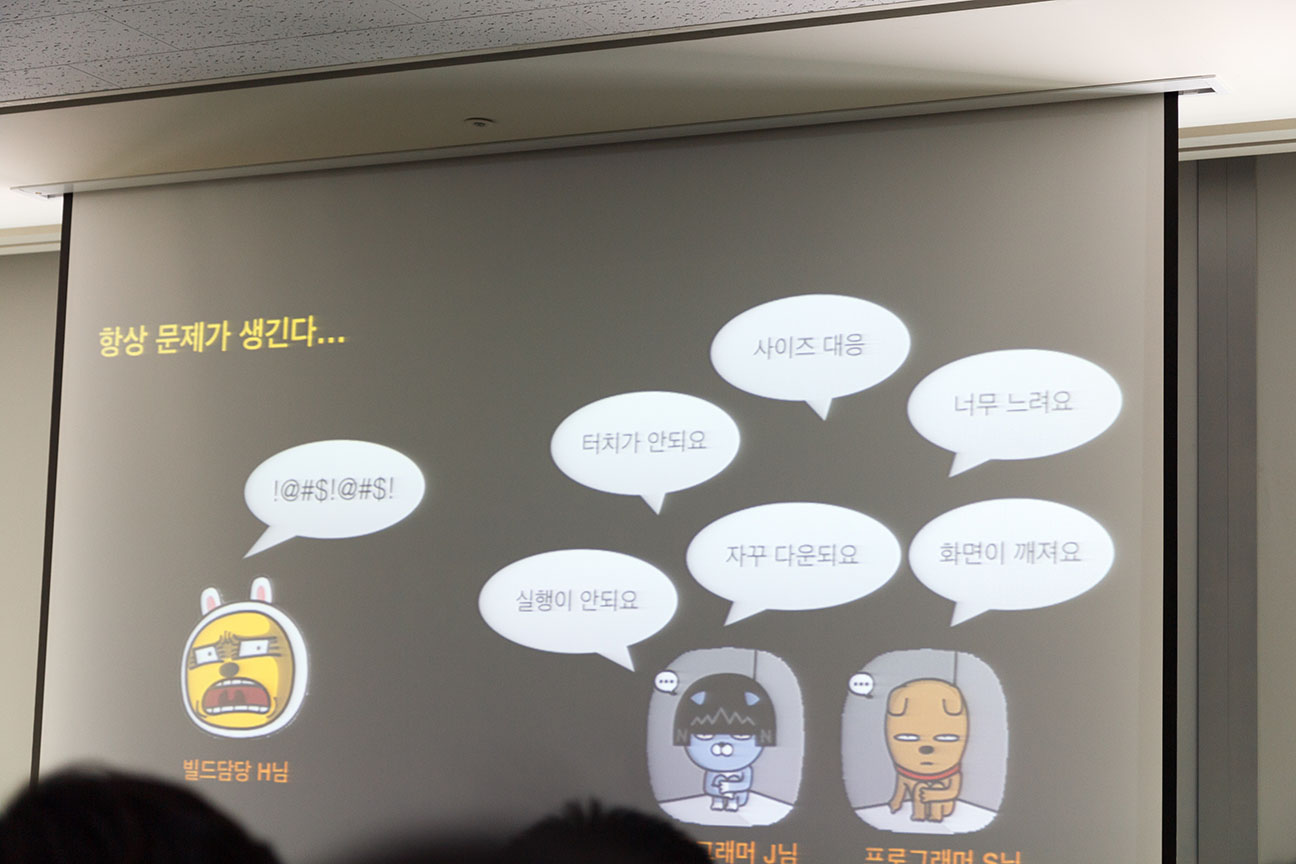 항상 문제가 생긴다...
사이즈 대응
너무 느려요
터치가 안되요
!@#$!@#$!
자꾸 다운되요
화면이 깨져요
실행이 안되요
빌드담당 H님
그래머 J님
프로그래머 S님